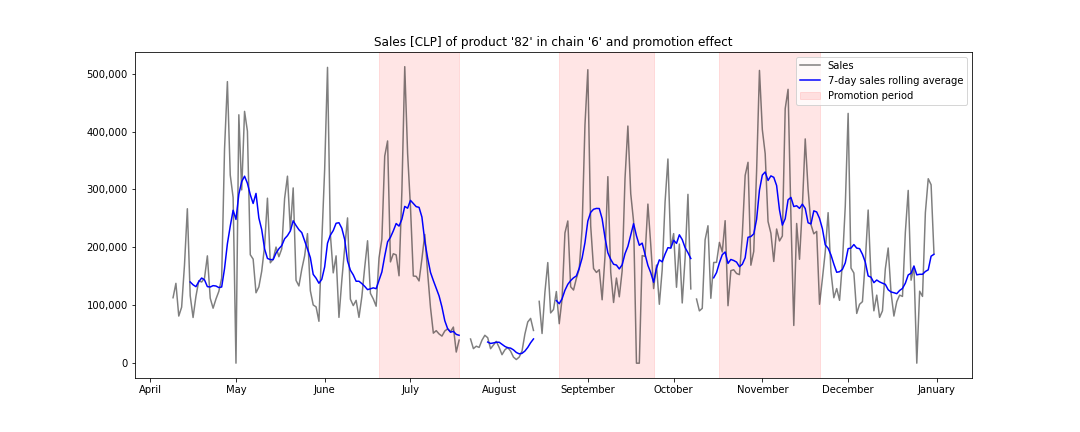 Sales [CLP] of product '82' in chain '6' and promotion effect
Sales
7-day sales rolling average
Promotion period
500,000
400,000
300,000
200,000
100,000
0
April May June July August September October November December January